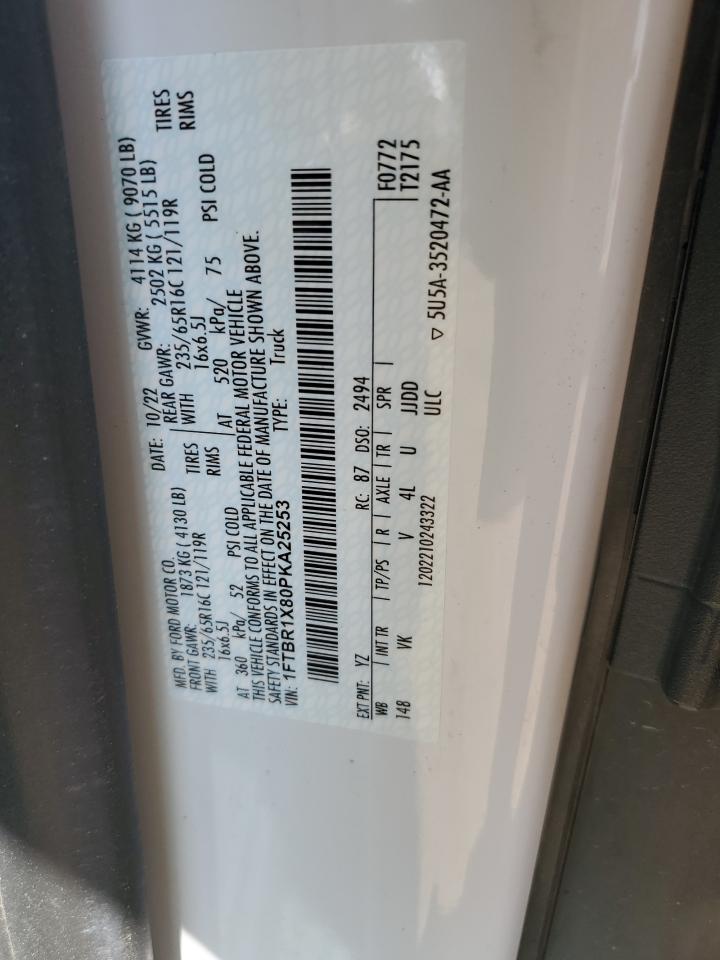 MFD. BY FORD MOTOR CO. DATE: 10/22 GVWR: 4114 KG ( 9070 LB)
FRONT GAWR: 1873 KG ( 4130 LB) REAR GAWR: 2502 KG ( 5515 LB)
WITH 235/65R16C 121/119R TIRES WITH 235/65R16C 121/119R TIRES
16x6.5J RIMS 16x6.5J RIMS
AT 360 kPa/ 52 PSI COLD AT 520 kPa/ 75 PSI COLD
THIS VEHICLE CONFORMS TO ALL APPLICABLE FEDERAL MOTOR VEHICLE
SAFETY STANDARDS IN EFFECT ON THE DATE OF MANUFACTURE SHOWN ABOVE.
VIN: 1FTBR1X80PKA25253 TYPE: Truck
EXT PNT: YZ RC: 87 DSO: 2494 F0772
WB INT TR TP/PS R AXLE TR SPR T2175
148 VK V 4L U JJDD
1202210243322 ULC ▽ 5U5A-3520472-AA